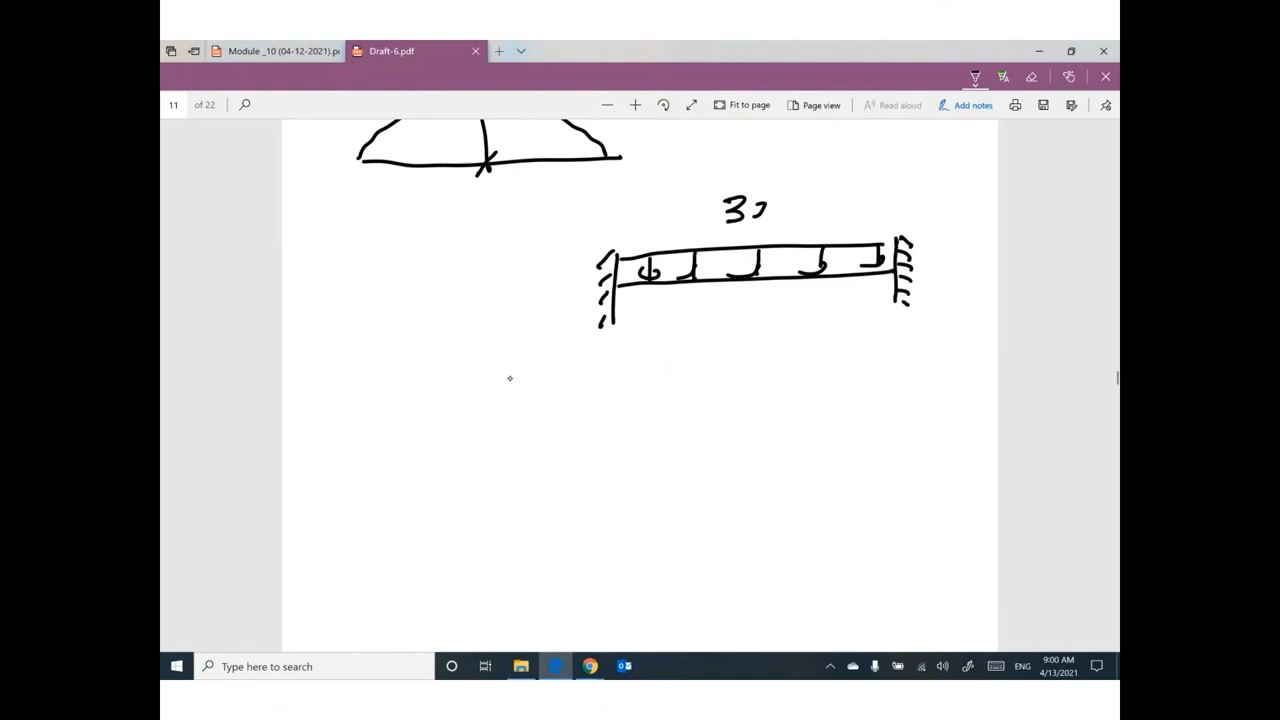 Module _10 (04-12-2021).p
Draft-6.pdf
11 of 22
Fit to page
Page view
Read aloud
Add notes
3
Type here to search
ENG
9:00 AM
4/13/2021